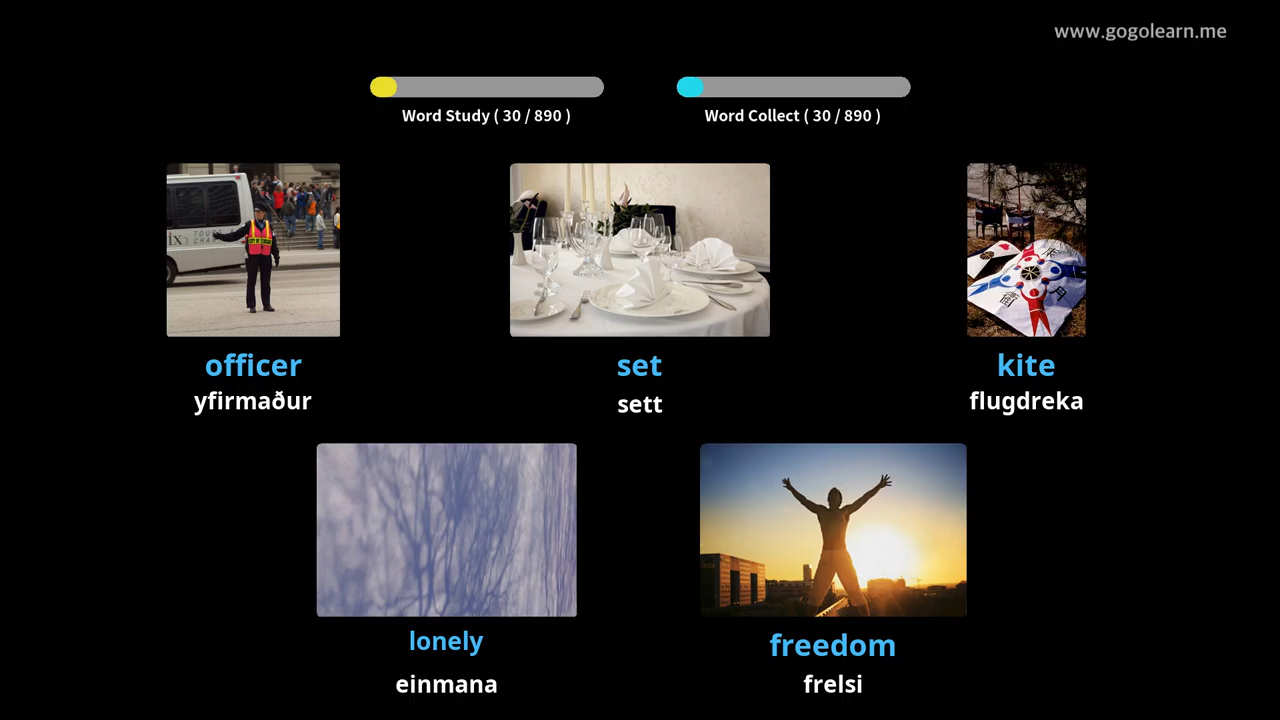 www.gogolearn.me
Word Study ( 30 / 890 )
Word Collect ( 30 / 890 )
officer
yfirmaður
set
sett
kite
flugdreka
lonely
einmana
freedom
frelsi